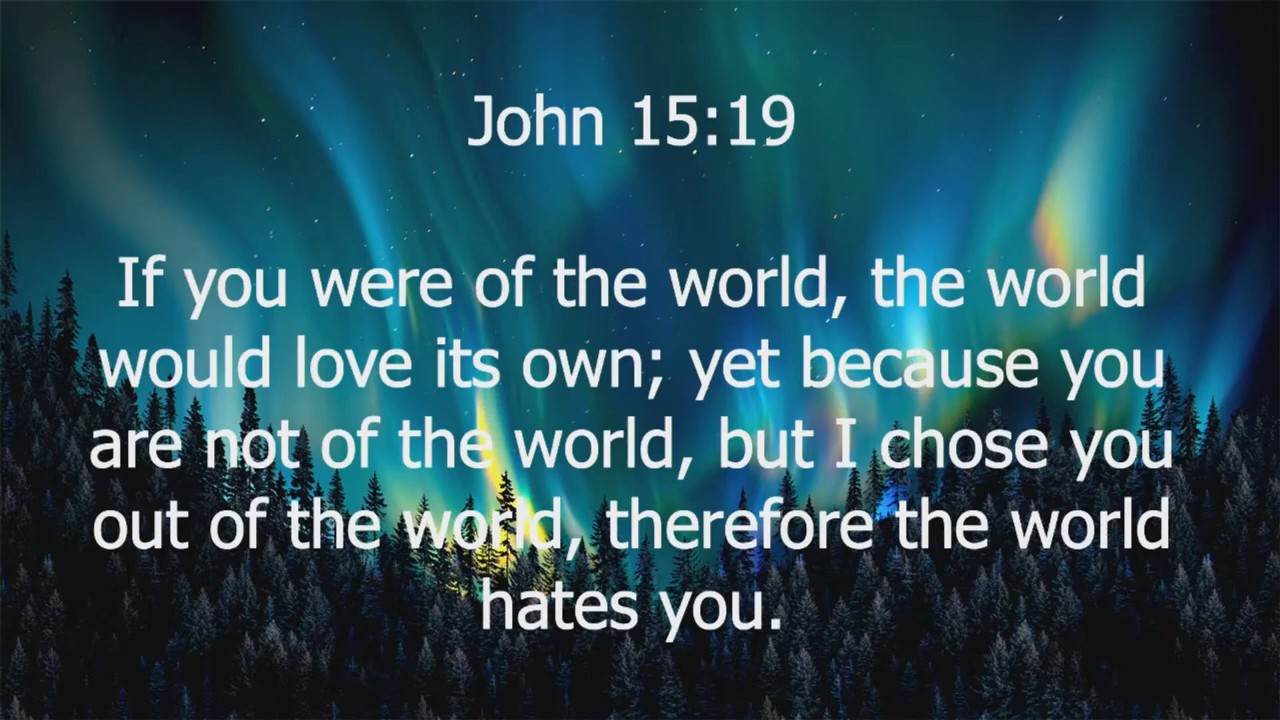 John 15:19
If you were of the world, the world
would love its own; yet because you
are not of the world, but I chose you
out of the world, therefore the world
hates you.